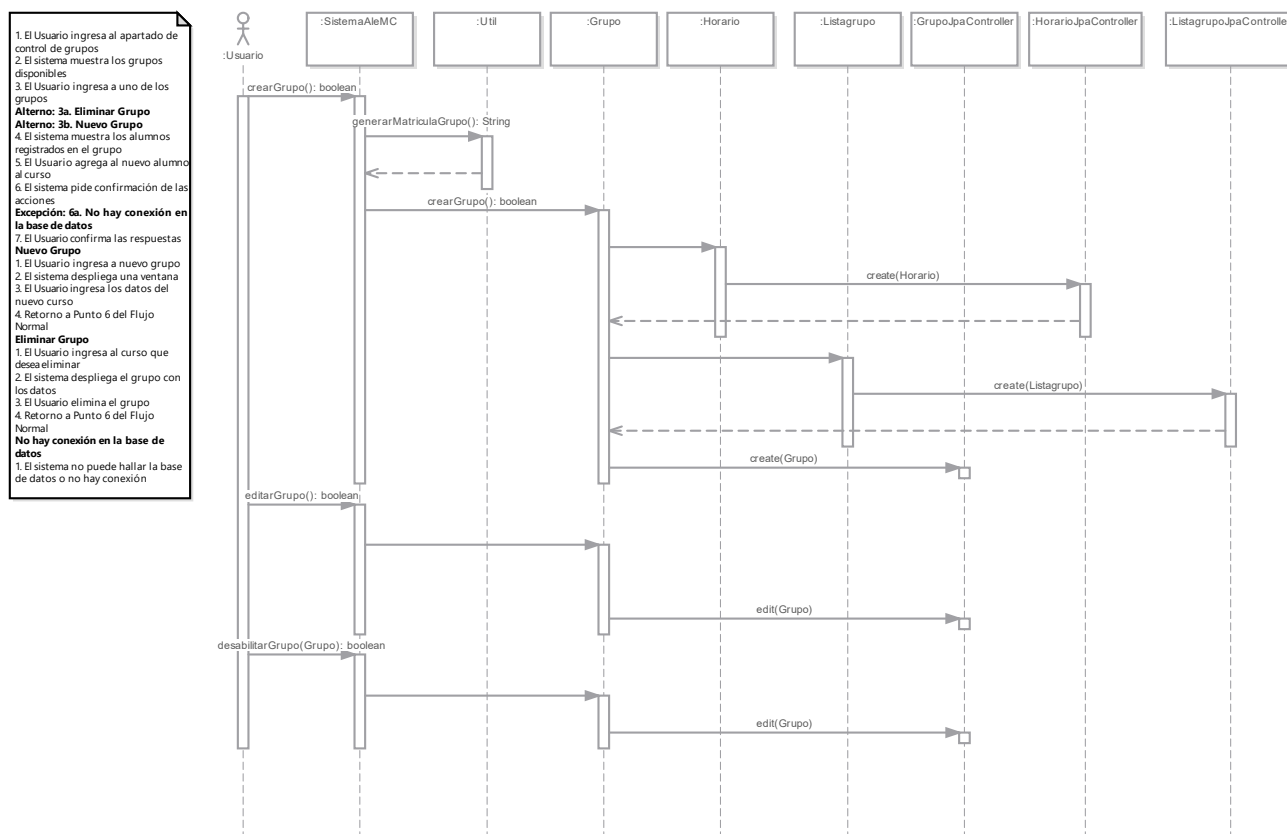 1. El Usuario ingresa al apartado de
control de grupos
2. El sistema muestra los grupos
disponibles
3. El Usuario ingresa a uno de los
grupos
Alterno: 3a. Eliminar Grupo
Alterno: 3b. Nuevo Grupo
4. El sistema muestra los alumnos
registrados en el grupo
5. El Usuario agrega al nuevo alumno
al curso
6. El sistema pide confirmación de las
acciones
Excepción: 6a. No hay conexión en
la base de datos
7. El Usuario confirma las respuestas
Nuevo Grupo
1. El Usuario ingresa a nuevo grupo
2. El sistema despliega una ventana
3. El Usuario ingresa los datos del
nuevo curso
4. Retorno a Punto 6 del Flujo
Normal
Eliminar Grupo
1. El Usuario ingresa al curso que
desea eliminar
2. El sistema despliega el grupo con
los datos
3. El Usuario elimina el grupo
4. Retorno a Punto 6 del Flujo
Normal
No hay conexión en la base de
datos
1. El sistema no puede hallar la base
de datos o no hay conexión
:Usuario
:SistemaAleMC
:Util
:Grupo
:Horario
:Listagrupo
:GrupoJpaController
:HorarioJpaController
:ListagrupoJpaController
crearGrupo(): boolean
generarMatriculaGrupo(): String
crearGrupo(): boolean
create(Horario)
create(Listagrupo)
create(Grupo)
editarGrupo(): boolean
edit(Grupo)
desabilitarGrupo(Grupo): boolean
edit(Grupo)